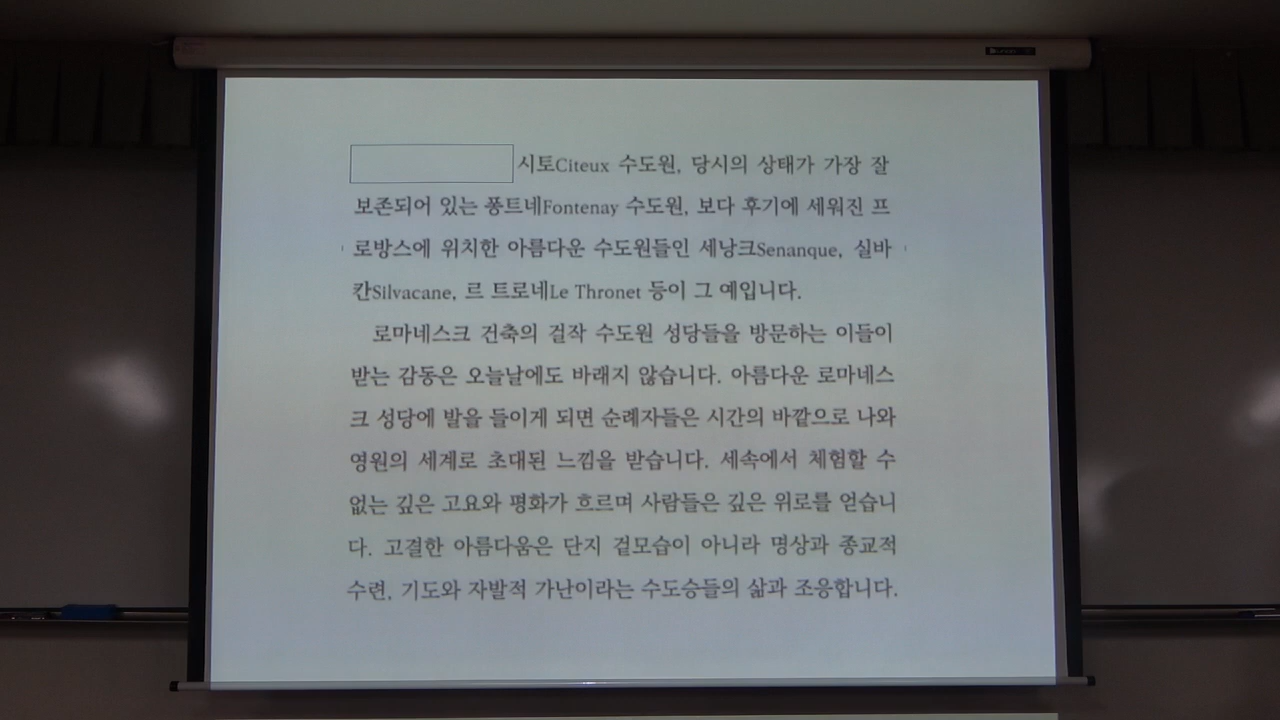 시토Citeux 수도원, 당시의 상태가 가장 잘
보존되어 있는 퐁트네Fontenay 수도원, 보다 후기에 세워진 프
로방스에 위치한 아름다운 수도원들인 세낭크Senanque, 실바
칸Silvacane, 르 트로네Le Thronet 등이 그 예입니다.
로마네스크 건축의 걸작 수도원 성당들을 방문하는 이들이
받는 감동은 오늘날에도 바래지 않습니다. 아름다운 로마네스
크 성당에 발을 들이게 되면 순례자들은 시간의 바깥으로 나와
영원의 세계로 초대된 느낌을 받습니다. 세속에서 체험할 수
없는 깊은 고요와 평화가 흐르며 사람들은 깊은 위로를 얻습니
다. 고결한 아름다움은 단지 겉모습이 아니라 명상과 종교적
수련, 기도와 자발적 가난이라는 수도승들의 삶과 조응합니다.